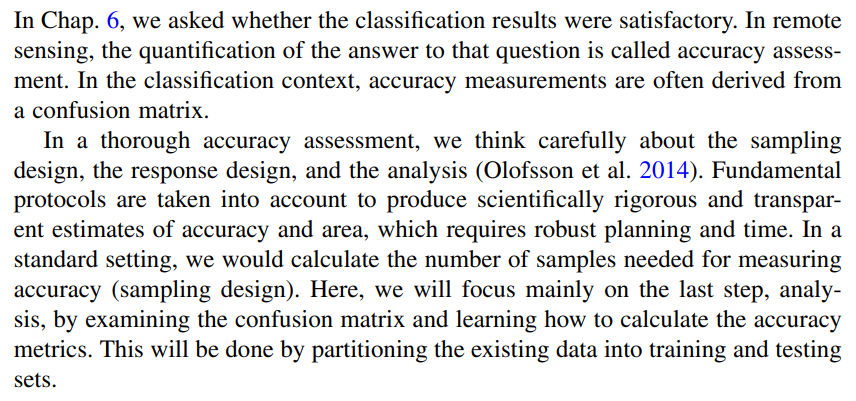 In Chap. 6, we asked whether the classification results were satisfactory. In remote
sensing, the quantification of the answer to that question is called accuracy assess-
ment. In the classification context, accuracy measurements are often derived from
a confusion matrix.
In a thorough accuracy assessment, we think carefully about the sampling
design, the response design, and the analysis (Olofsson et al. 2014). Fundamental
protocols are taken into account to produce scientifically rigorous and transpar-
ent estimates of accuracy and area, which requires robust planning and time. In a
standard setting, we would calculate the number of samples needed for measuring
accuracy (sampling design). Here, we will focus mainly on the last step, analy-
sis, by examining the confusion matrix and learning how to calculate the accuracy
metrics. This will be done by partitioning the existing data into training and testing
sets.